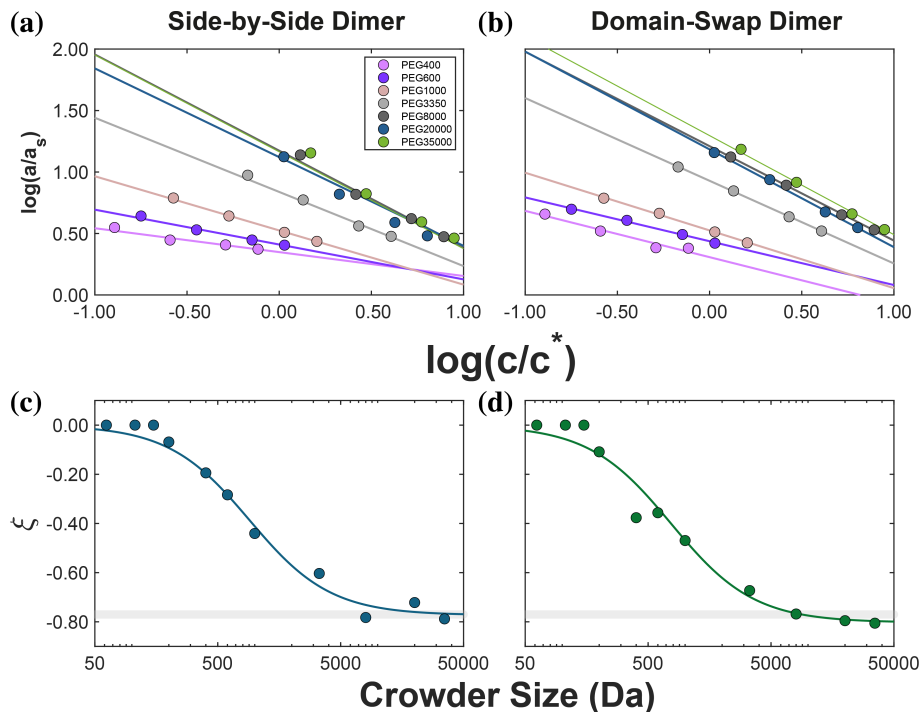 (a) Side-by-Side Dimer (b) Domain-Swap Dimer
log(a/as)
2.00
1.50
1.00
0.50
0.00
PEG400
PEG600
PEG1000
PEG3350
PEG8000
PEG20000
PEG35000
-1.00 -0.50 0.00 0.50 1.00
-1.00 -0.50 0.00 0.50 1.00
log(c/c*)
(c) (d)
ξ
0.00
-0.20
-0.40
-0.60
-0.80
50 500 5000 50000
50 500 5000 50000
Crowder Size (Da)